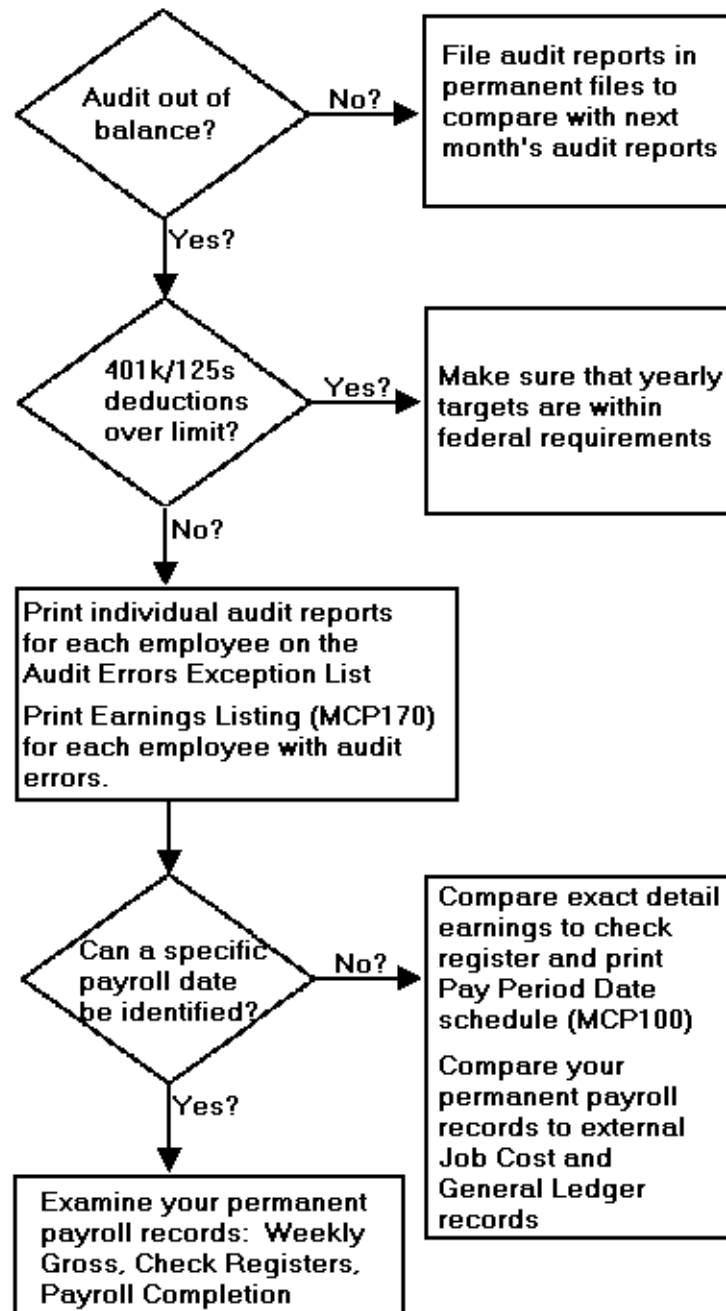 Audit out of
balance?
No?
File audit reports in
permanent files to
compare with next
month's audit reports
Yes?
401k/125s
deductions
over limit?
Yes?
Make sure that yearly
targets are within
federal requirements
No?
Print individual audit reports
for each employee on the
Audit Errors Exception List
Print Earnings Listing (MCP170)
for each employee with audit
errors.
Can a specific
payroll date
be identified?
No?
Compare exact detail
earnings to check
register and print
Pay Period Date
schedule (MCP100)
Compare your
permanent payroll
records to external
Job Cost and
General Ledger
records
Yes?
Examine your permanent
payroll records: Weekly
Gross, Check Registers,
Payroll Completion